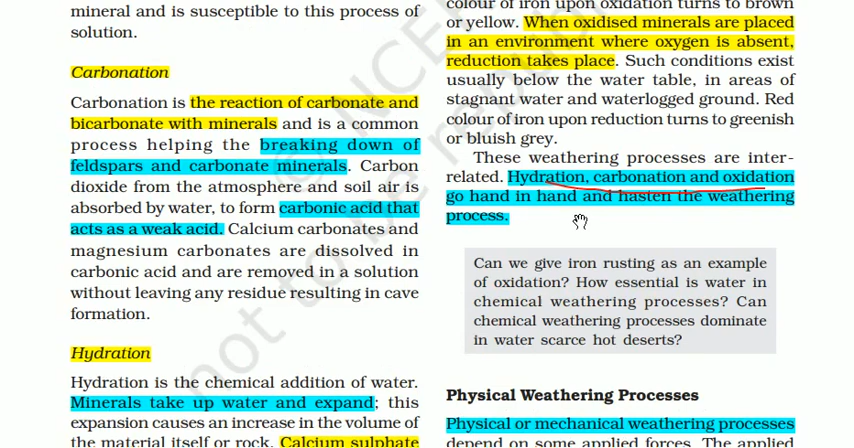 mineral and is susceptible to this process of
solution.
Carbonation
Carbonation is the reaction of carbonate and
bicarbonate with minerals and is a common
process helping the breaking down of
feldspars and carbonate minerals. Carbon
dioxide from the atmosphere and soil air is
absorbed by water, to form carbonic acid that
acts as a weak acid. Calcium carbonates and
magnesium carbonates are dissolved in
carbonic acid and are removed in a solution
without leaving any residue resulting in cave
formation.
Hydration
Hydration is the chemical addition of water.
Minerals take up water and expand; this
expansion causes an increase in the volume of
the material itself or rock. Calcium sulphate
colour of iron upon oxidation turns to brown
or yellow. When oxidised minerals are placed
in an environment where oxygen is absent,
reduction takes place. Such conditions exist
usually below the water table, in areas of
stagnant water and waterlogged ground. Red
colour of iron upon reduction turns to greenish
or bluish grey.
These weathering processes are inter-
related. Hydration, carbonation and oxidation
go hand in hand and hasten the weathering
process.
Can we give iron rusting as an example
of oxidation? How essential is water in
chemical weathering processes? Can
chemical weathering processes dominate
in water scarce hot deserts?
Physical Weathering Processes
Physical or mechanical weathering processes
depend on some applied forces. The applied
© NCE
not to be repu